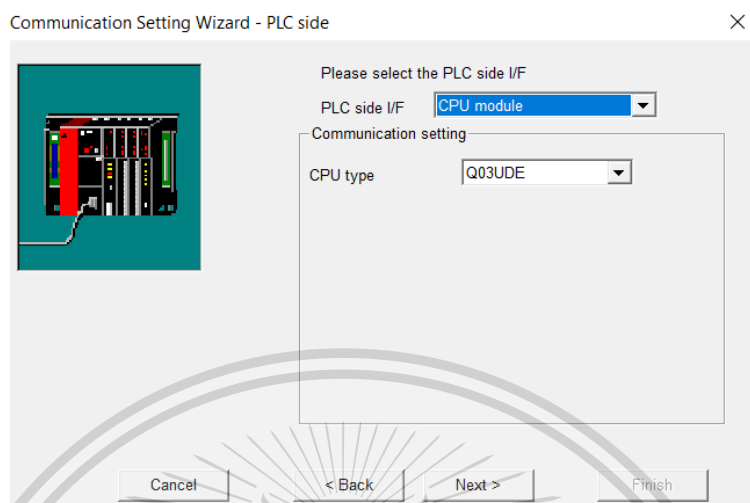 Communication Setting Wizard - PLC side
Please select the PLC side I/F
PLC side I/F CPU module
Communication setting
CPU type Q03UDE
Cancel < Back Next > Finish